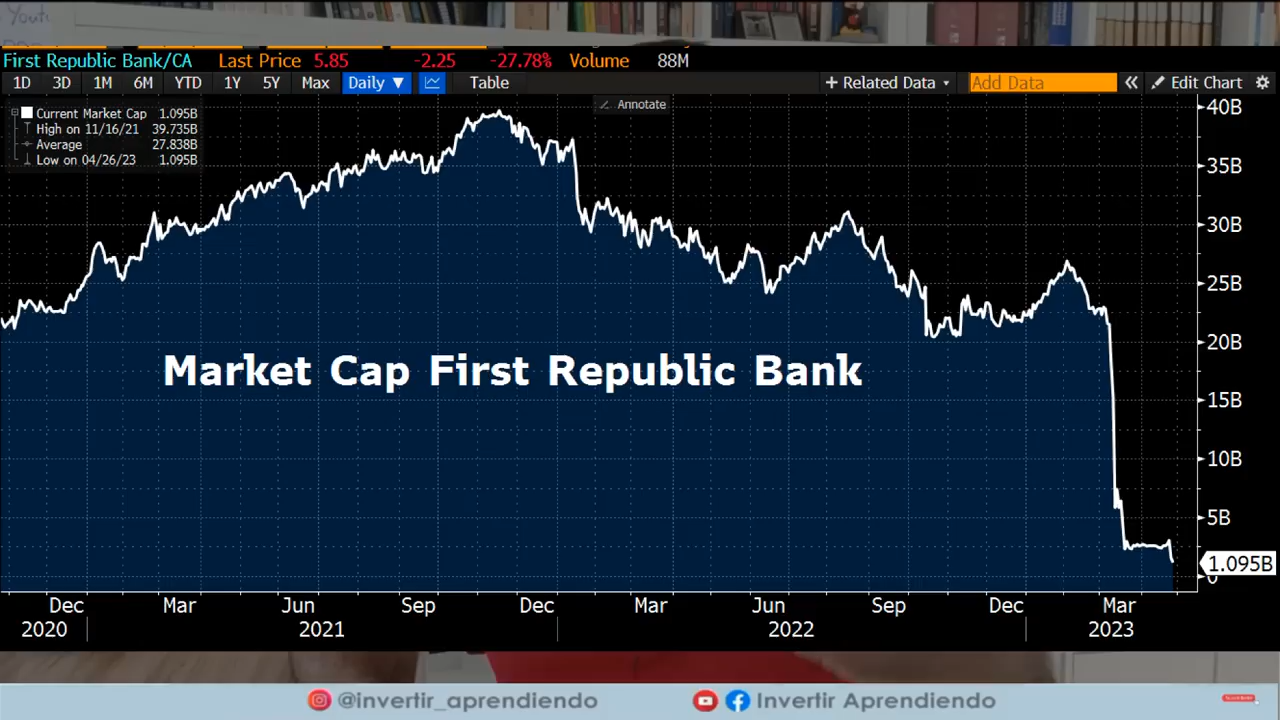 Yout
First Republic Bank/CA Last Price 5.85 -2.25 -27.78% Volume 88M
1D 3D 1M 6M YTD 1Y 5Y Max Daily ▼ Table + Related Data ▾ Add Data « Edit Chart
Annotate
Current Market Cap 1.095B
High on 11/16/21 39.735B
Average 27.838B
Low on 04/26/23 1.095B
40B
35B
30B
25B
20B
15B
10B
5B
1.095B
0
Market Cap First Republic Bank
Dec Mar Jun Sep Dec Mar Jun Sep Dec Mar
2020 2021 2022 2023
@invertir_aprendiendo Invertir Aprendiendo